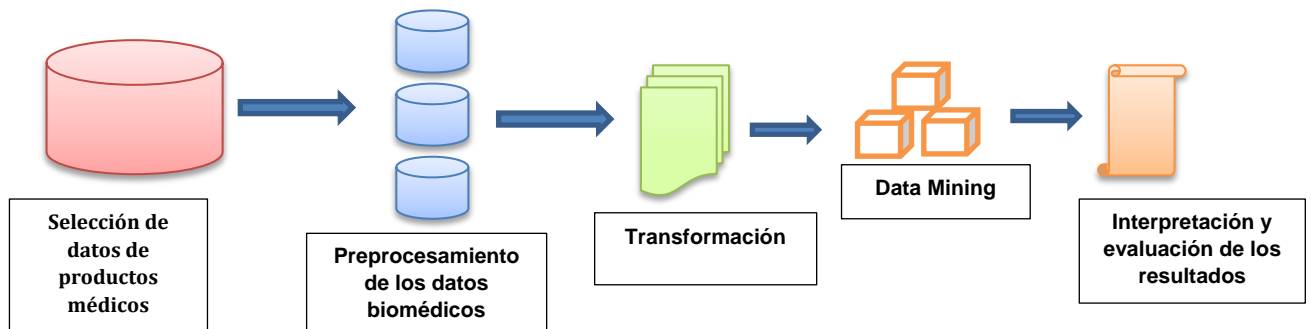 Selección de
datos de
productos
médicos
Preprocesamiento
de los datos
biomédicos
Transformación
Data Mining
Interpretación y
evaluación de los
resultados